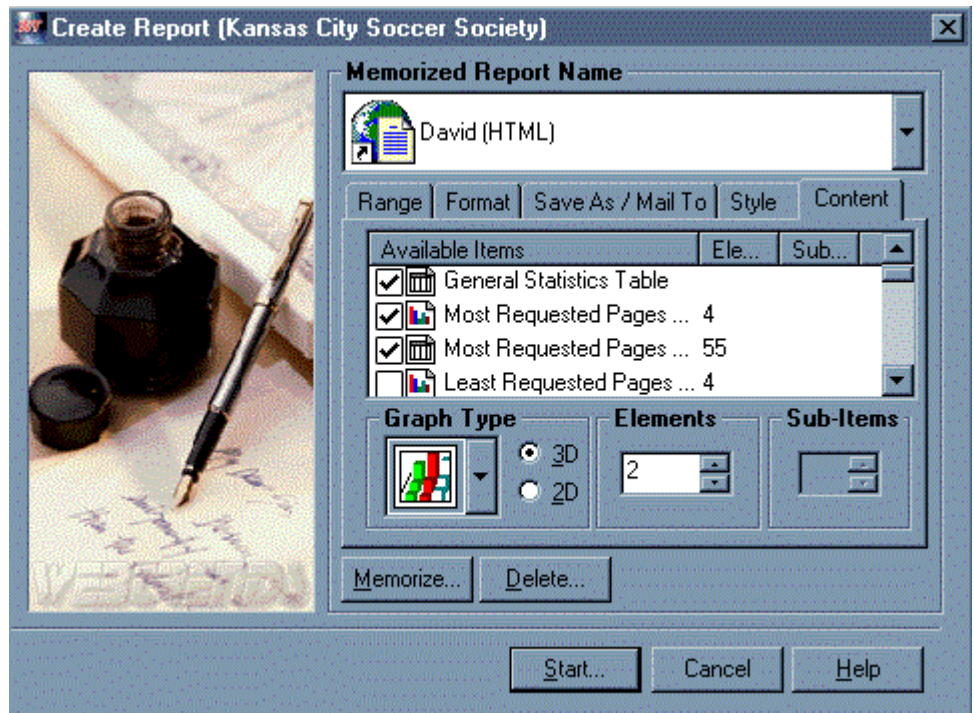 Create Report (Kansas City Soccer Society)
Memorized Report Name
David (HTML)
Range Format Save As / Mail To Style Content
Available Items Ele... Sub...
General Statistics Table
Most Requested Pages ... 4
Most Requested Pages ... 55
Least Requested Pages ... 4
Graph Type Elements Sub-Items
3D
2
2D
Memorize... Delete...
Start... Cancel Help